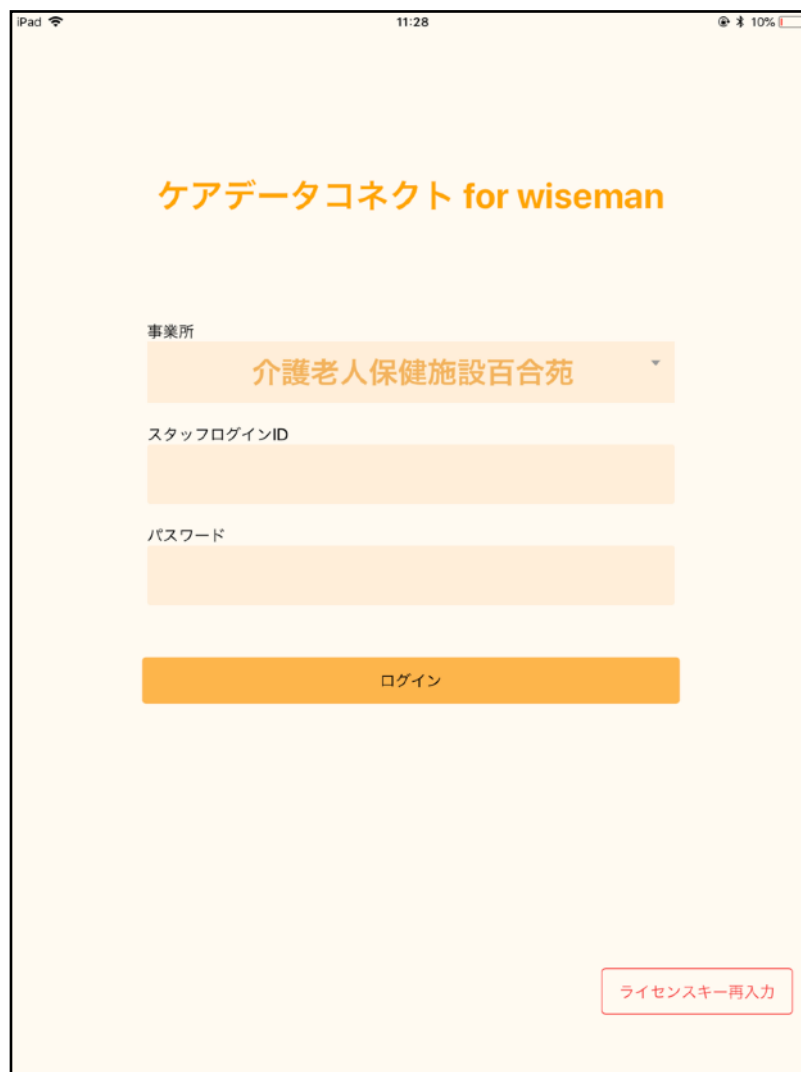 iPad 11:28 10%
ケアデータコネクト for wiseman
事業所
介護老人保健施設百合苑
スタッフログインID
パスワード
ログイン
ライセンスキー再入力